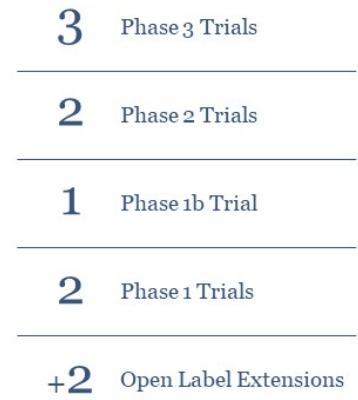 3 Phase 3 Trials
2 Phase 2 Trials
1 Phase 1b Trial
2 Phase 1 Trials
+2 Open Label Extensions